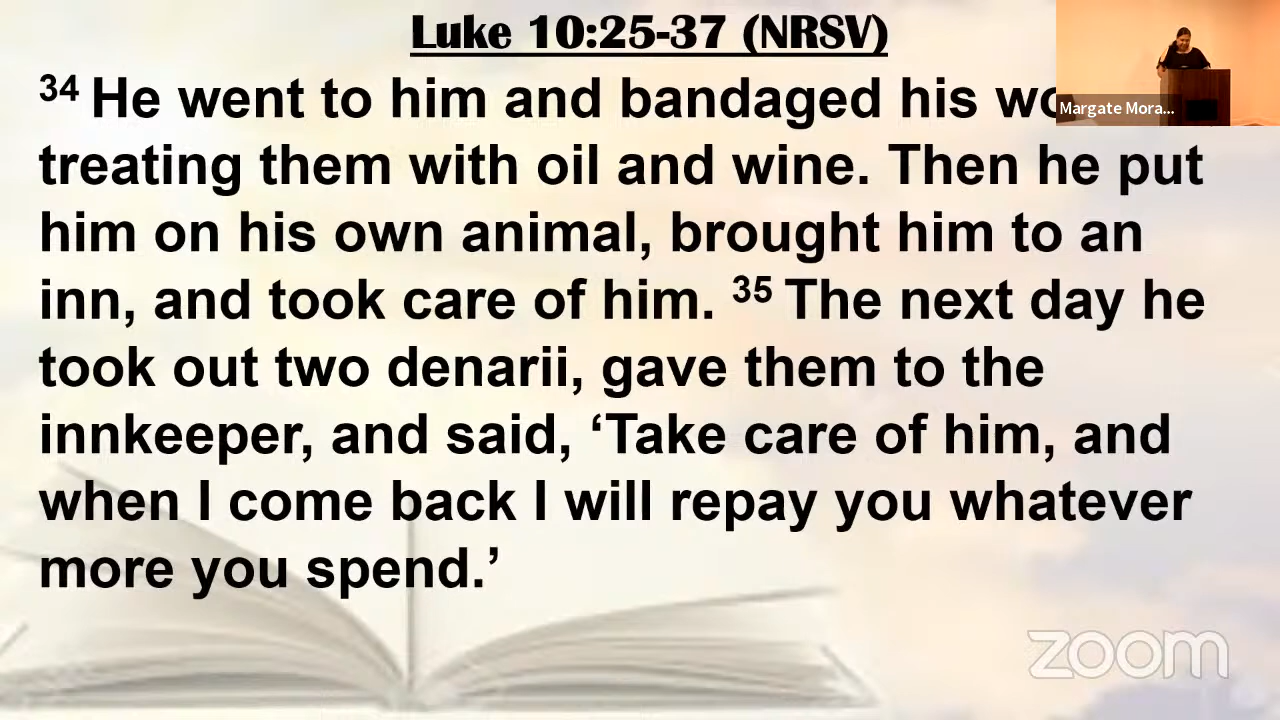 Luke 10:25-37 (NRSV)
34 He went to him and bandaged his
treating them with oil and wine. Then he put
him on his own animal, brought him to an
inn, and took care of him. 35 The next day he
took out two denarii, gave them to the
innkeeper, and said, ‘Take care of him, and
when I come back I will repay you whatever
more you spend.’
Margate Mora...
zoom